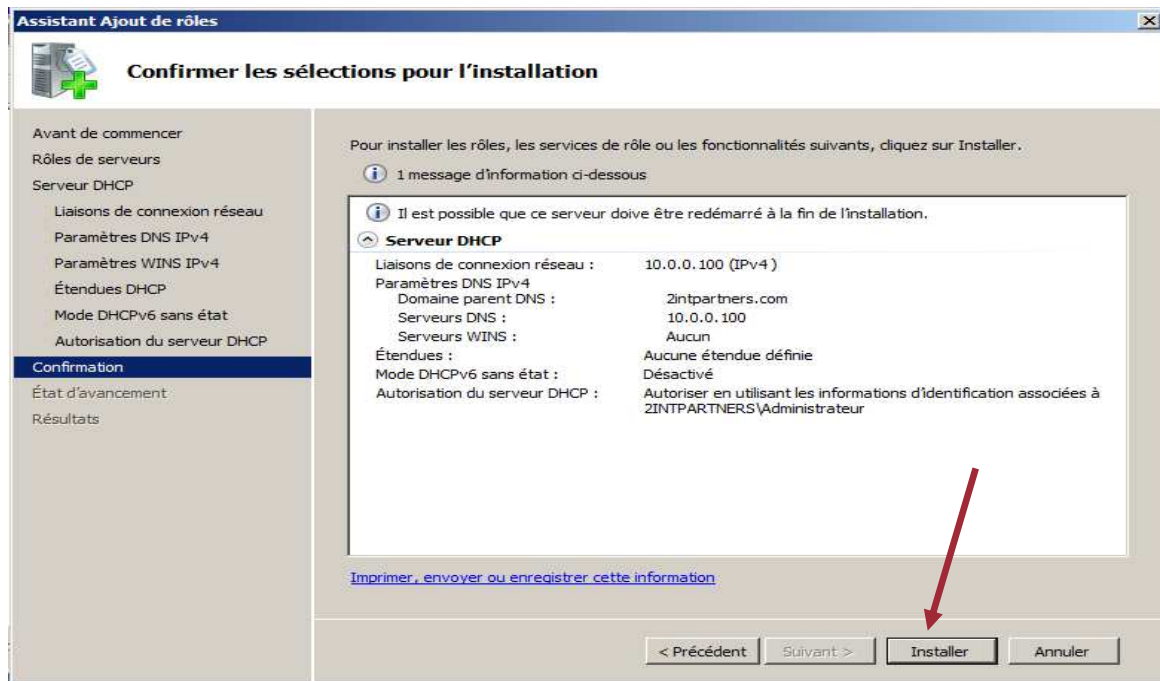 Assistant Ajout de rôles
Confirmer les sélections pour l'installation
Avant de commencer
Rôles de serveurs
Serveur DHCP
Liaisons de connexion réseau
Paramètres DNS IPv4
Paramètres WINS IPv4
Étendues DHCP
Mode DHCPv6 sans état
Autorisation du serveur DHCP
Confirmation
État d'avancement
Résultats
Pour installer les rôles, les services de rôle ou les fonctionnalités suivants, cliquez sur Installer.
1 message d'information ci-dessous
Il est possible que ce serveur doive être redémarré à la fin de l'installation.
Serveur DHCP
Liaisons de connexion réseau : 10.0.0.100 (IPv4)
Paramètres DNS IPv4
Domaine parent DNS : 2intpartners.com
Serveurs DNS : 10.0.0.100
Serveurs WINS : Aucun
Étendues : Aucune étendue définie
Mode DHCPv6 sans état : Désactivé
Autorisation du serveur DHCP : Autoriser en utilisant les informations d'identification associées à
2INTPARTNERS\Administrateur
Imprimer, envoyer ou enregistrer cette information
< Précédent Suivant > Installer Annuler